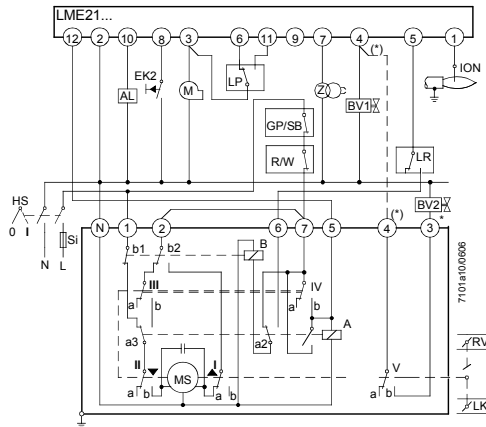 LME21...
12 2 10 8 3 6 11 9 7 4 (*) 5 1
ION
EK2
AL
M
LP
Z
BV1
GP/SB
R/W
LR
HS
0 I
Si
N L
BV2
*
N 1 2 6 7 5 4 (*) 3
b1 b2 B
III IV
a b a b
a3 a2 A
II I V
MS
a b a b a b
RV
LK
7101a10/0606